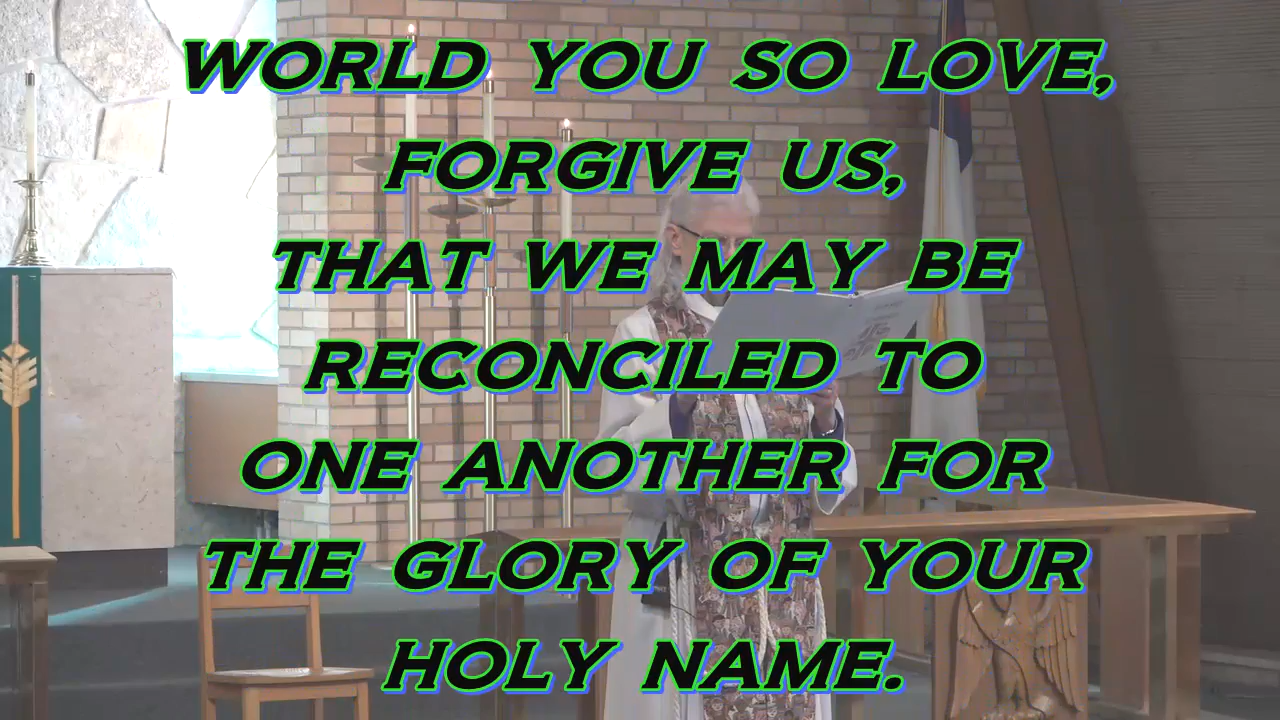 WORLD YOU SO LOVE,
FORGIVE US,
THAT WE MAY BE
RECONCILED TO
ONE ANOTHER FOR
THE GLORY OF YOUR
HOLY NAME.